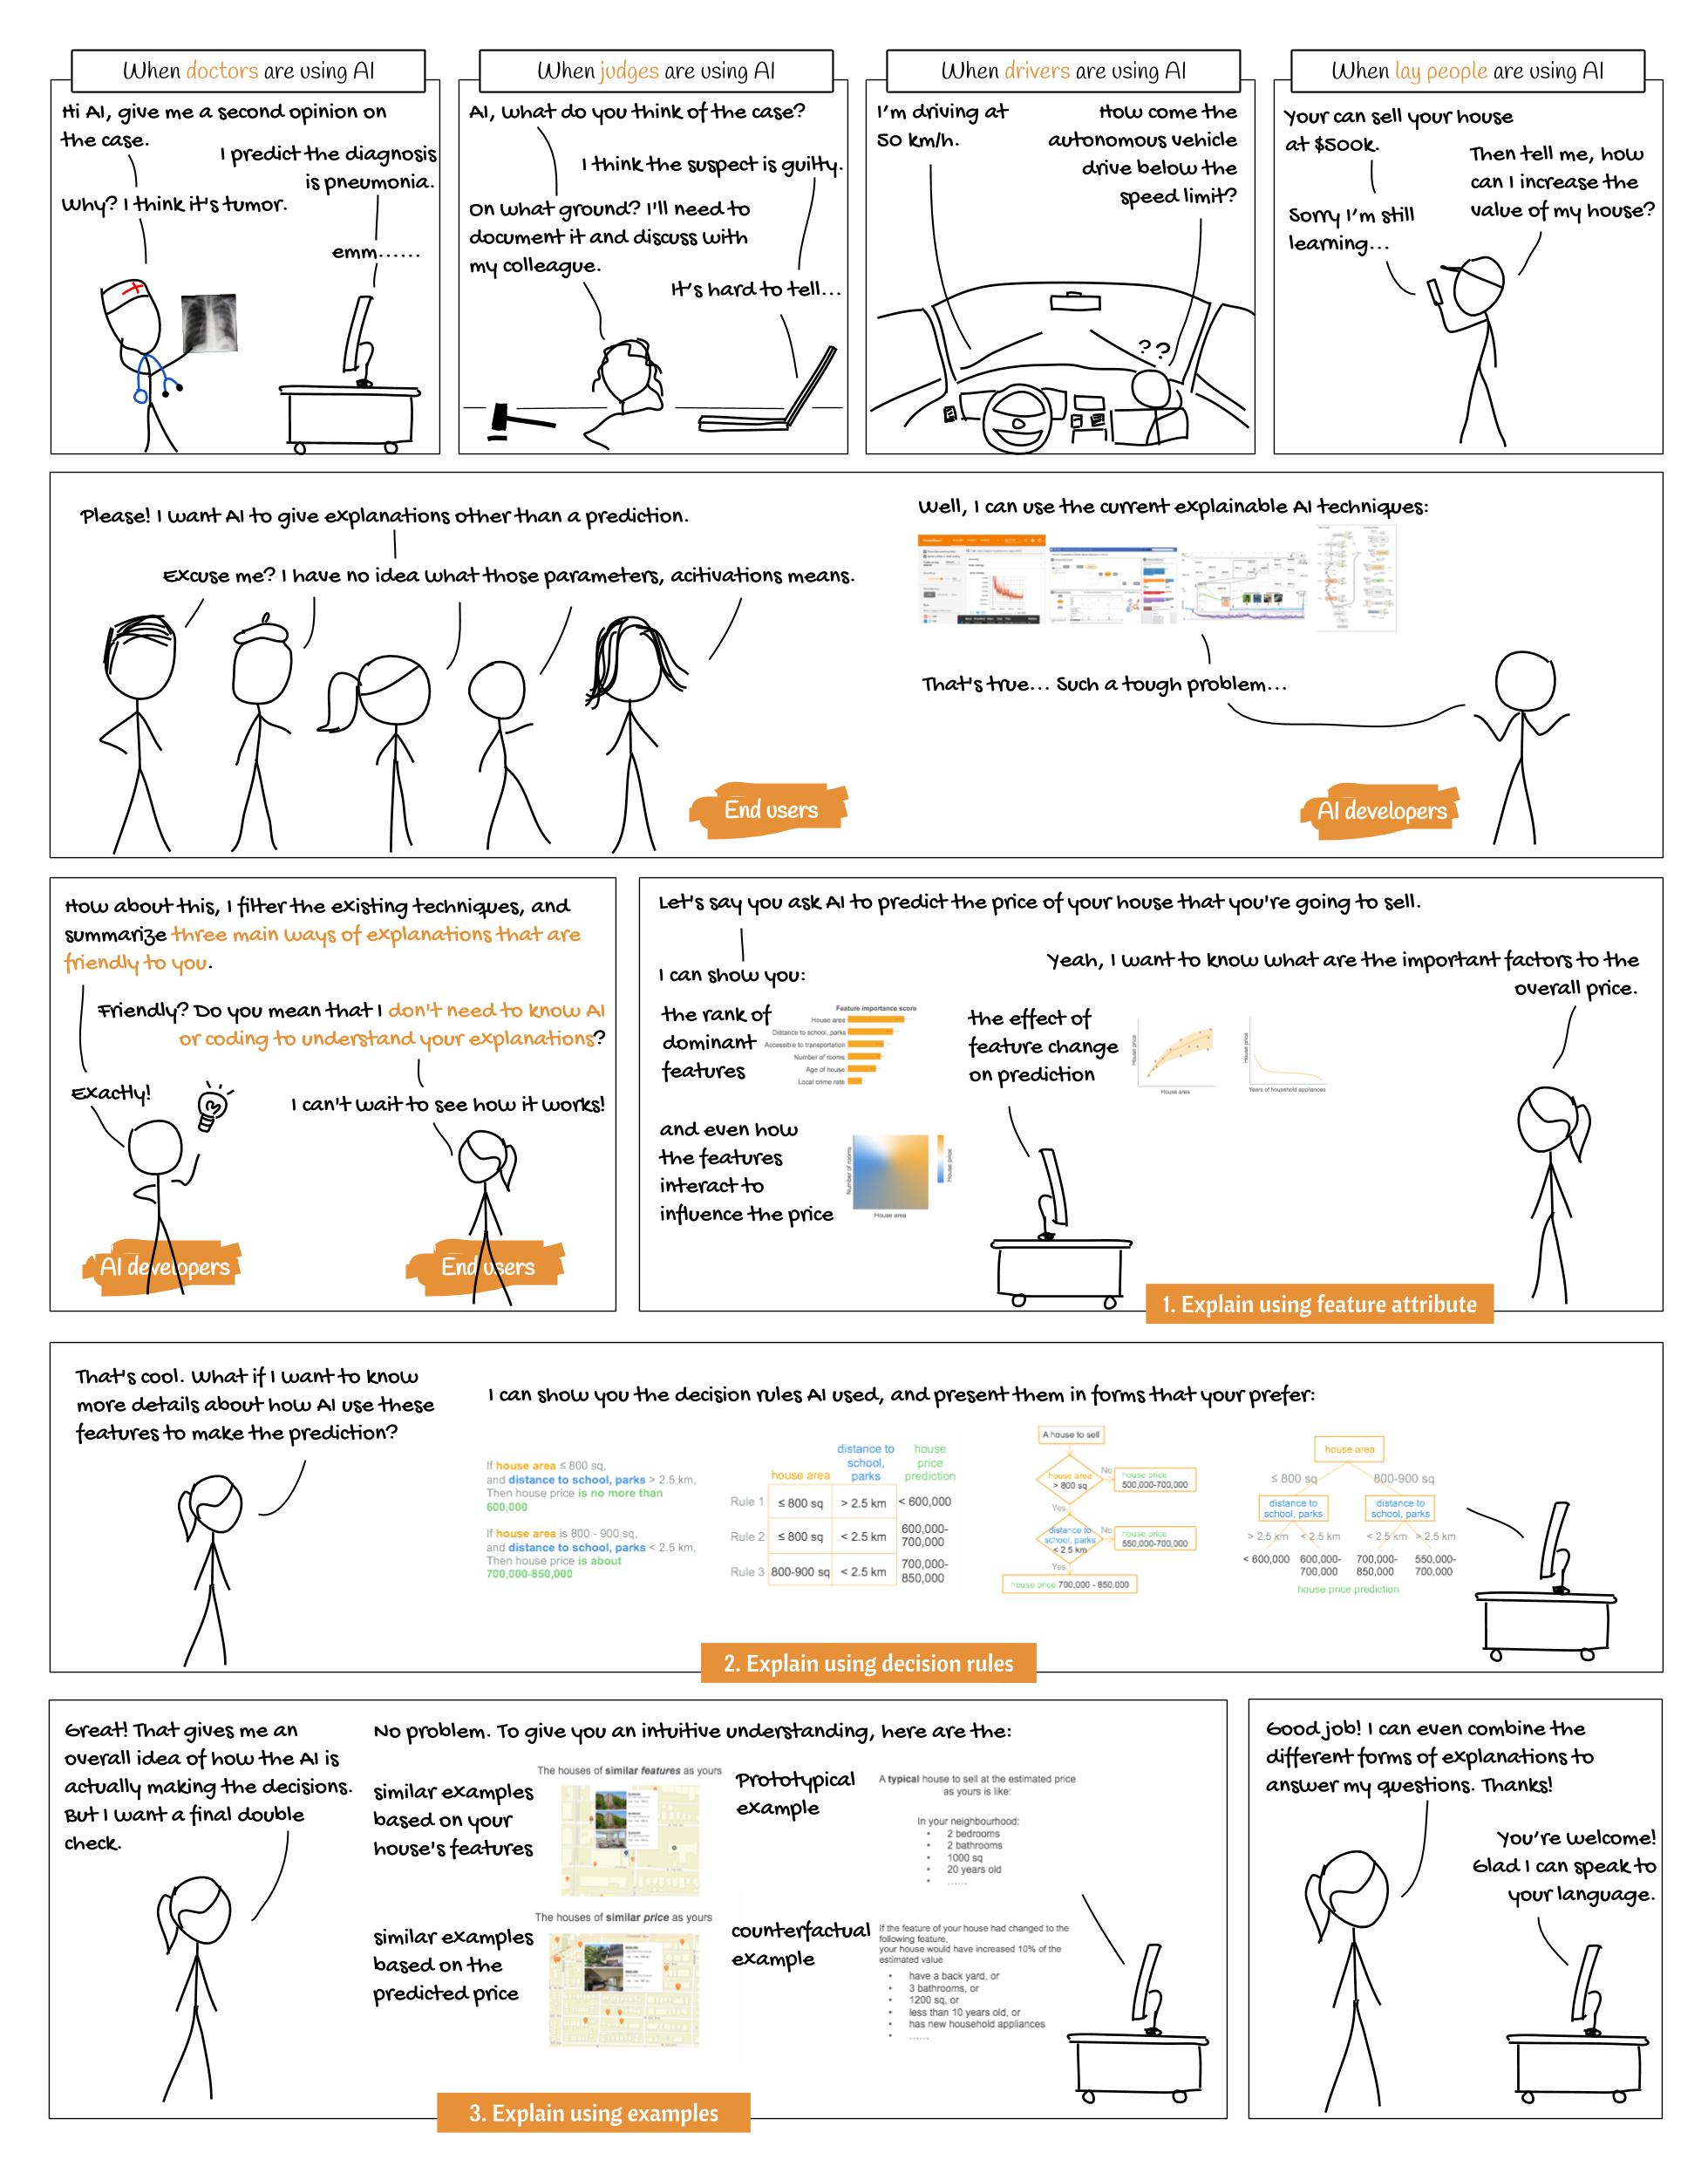 When doctors are using AI
Hi AI, give me a second opinion on
the case.
I predict the diagnosis
is pneumonia.
Why? I think it's tumor.
emm......
When judges are using AI
AI, what do you think of the case?
I think the suspect is guilty.
On what ground? I'll need to
document it and discuss with
my colleague.
It's hard to tell...
When drivers are using AI
I'm driving at
50 km/h.
How come the
autonomous vehicle
drive below the
speed limit?
??
When lay people are using AI
Your can sell your house
at $500k.
Then tell me, how
can I increase the
value of my house?
Sorry I'm still
learning...
Please! I want AI to give explanations other than a prediction.
Well, I can use the current explainable AI techniques:
Excuse me? I have no idea what those parameters, acitivations means.
That's true... Such a tough problem...
End users
AI developers
How about this, I filter the existing techniques, and
summarize three main ways of explanations that are
friendly to you.
Friendly? Do you mean that I don't need to know AI
or coding to understand your explanations?
Exactly!
I can't wait to see how it works!
AI developers
End users
Let's say you ask AI to predict the price of your house that you're going to sell.
Yeah, I want to know what are the important factors to the
overall price.
I can show you:
the rank of
dominant
features
Feature importance score
House area
Distance to school, parks
Accessible to transportation
Number of rooms
Age of house
Local crime rate
the effect of
feature change
on prediction
House price
House area
House price
Years of household appliances
and even how
the features
interact to
influence the price
Number of rooms
House area
House price
1. Explain using feature attribute
That's cool. What if I want to know
more details about how AI use these
features to make the prediction?
I can show you the decision rules AI used, and present them in forms that your prefer:
If house area ≤ 800 sq,
and distance to school, parks > 2.5 km,
Then house price is no more than
600,000
If house area is 800 - 900 sq,
and distance to school, parks < 2.5 km,
Then house price is about
700,000-850,000
house area
distance to
school,
parks
house
price
prediction
Rule 1 ≤ 800 sq > 2.5 km < 600,000
Rule 2 ≤ 800 sq < 2.5 km 600,000-
700,000
Rule 3 800-900 sq < 2.5 km 700,000-
850,000
A house to sell
house area
> 800 sq
No
house price
500,000-700,000
Yes
distance to
school, parks
< 2.5 km
No
house price
550,000-700,000
Yes
house price 700,000 - 850,000
house area
≤ 800 sq 800-900 sq
distance to
school, parks
distance to
school, parks
> 2.5 km < 2.5 km < 2.5 km > 2.5 km
< 600,000
600,000-
700,000
700,000-
850,000
550,000-
700,000
house price prediction
2. Explain using decision rules
Great! That gives me an
overall idea of how the AI is
actually making the decisions.
But I want a final double
check.
No problem. To give you an intuitive understanding, here are the:
similar examples
based on your
house's features
The houses of similar features as yours
Prototypical
example
A typical house to sell at the estimated price
as yours is like:
In your neighbourhood:
• 2 bedrooms
• 2 bathrooms
• 1000 sq
• 20 years old
• ......
similar examples
based on the
predicted price
The houses of similar price as yours
counterfactual
example
If the feature of your house had changed to the
following feature,
your house would have increased 10% of the
estimated value
• have a back yard, or
• 3 bathrooms, or
• 1200 sq, or
• less than 10 years old, or
• has new household appliances
• ......
3. Explain using examples
Good job! I can even combine the
different forms of explanations to
answer my questions. Thanks!
You're welcome!
Glad I can speak to
your language.